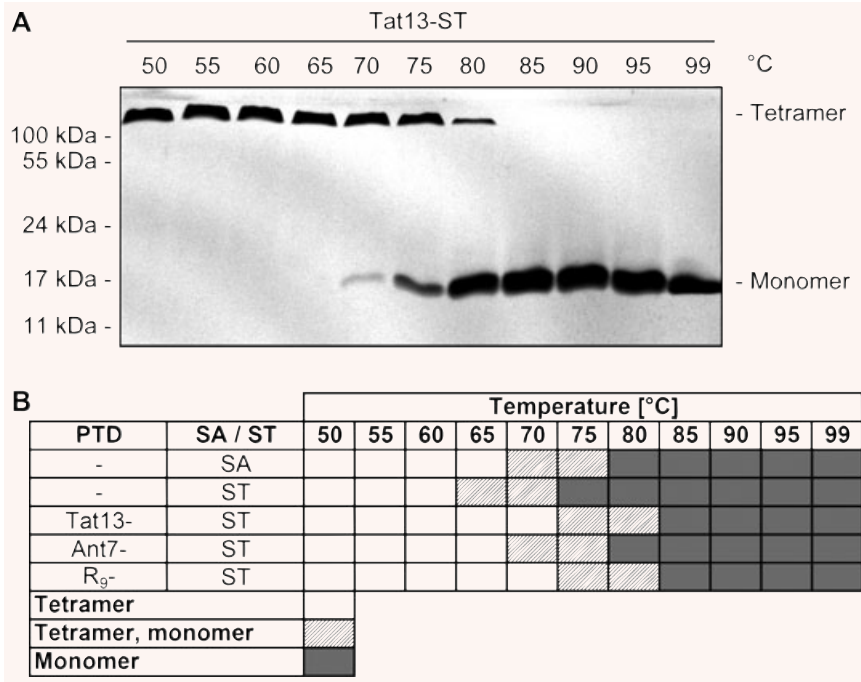 A
Tat13-ST
50 55 60 65 70 75 80 85 90 95 99 °C
- Tetramer
100 kDa -
55 kDa -
24 kDa -
17 kDa -
- Monomer
11 kDa -
B
Temperature [°C]
PTD SA / ST 50 55 60 65 70 75 80 85 90 95 99
- SA
- ST
Tat13- ST
Ant7- ST
R₉- ST
Tetramer
Tetramer, monomer
Monomer